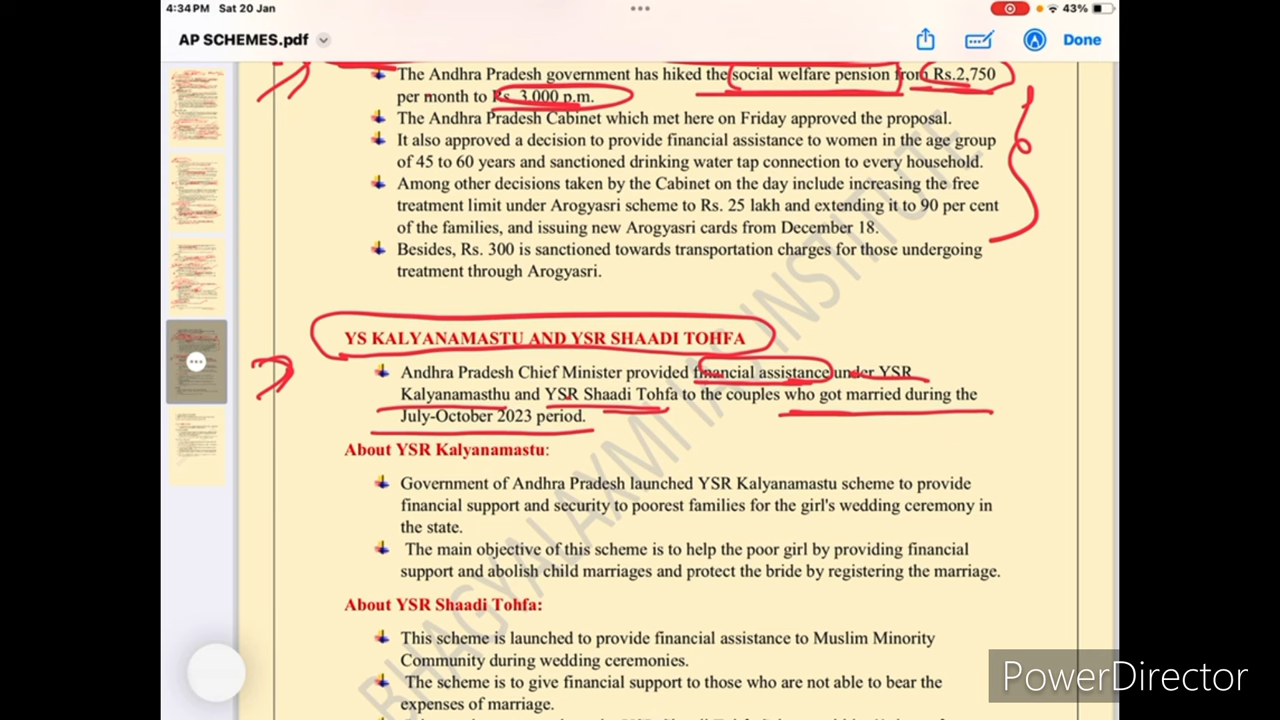 4:34 PM Sat 20 Jan
43%
AP SCHEMES.pdf
Done
The Andhra Pradesh government has hiked the social welfare pension from Rs.2,750
per month to Rs. 3,000 p.m.
The Andhra Pradesh Cabinet which met here on Friday approved the proposal.
It also approved a decision to provide financial assistance to women in the age group
of 45 to 60 years and sanctioned drinking water tap connection to every household.
Among other decisions taken by the Cabinet on the day include increasing the free
treatment limit under Arogyasri scheme to Rs. 25 lakh and extending it to 90 per cent
of the families, and issuing new Arogyasri cards from December 18.
Besides, Rs. 300 is sanctioned towards transportation charges for those undergoing
treatment through Arogyasri.
YS KALYANAMASTU AND YSR SHAADI TOHFA
Andhra Pradesh Chief Minister provided financial assistance under YSR
Kalyanamasthu and YSR Shaadi Tohfa to the couples who got married during the
July-October 2023 period.
About YSR Kalyanamastu:
Government of Andhra Pradesh launched YSR Kalyanamastu scheme to provide
financial support and security to poorest families for the girl's wedding ceremony in
the state.
The main objective of this scheme is to help the poor girl by providing financial
support and abolish child marriages and protect the bride by registering the marriage.
About YSR Shaadi Tohfa:
This scheme is launched to provide financial assistance to Muslim Minority
Community during wedding ceremonies.
The scheme is to give financial support to those who are not able to bear the
expenses of marriage.
BHAGYALAXMI IAS INSTITUTE
PowerDirector